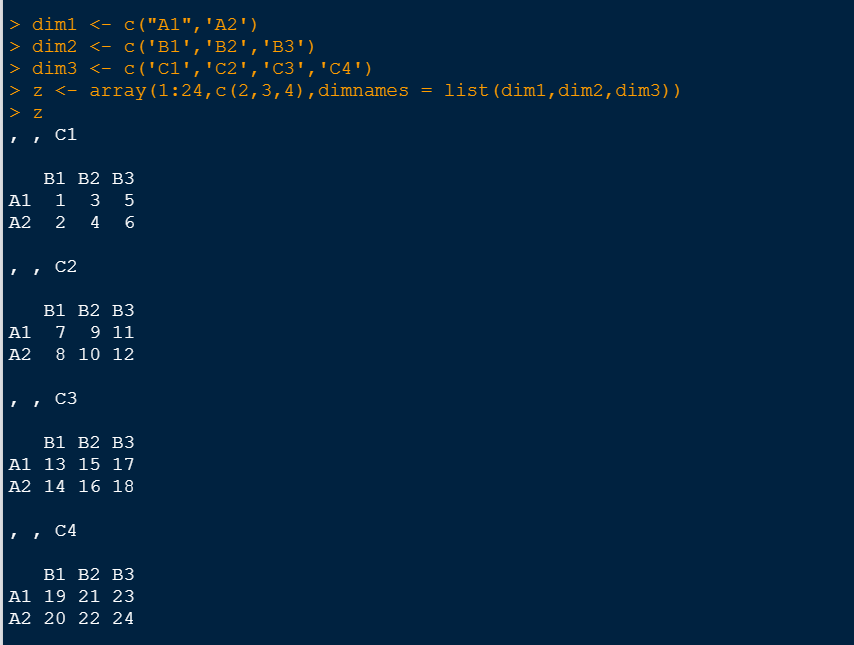 > dim1 <- c("A1",'A2')
> dim2 <- c('B1','B2','B3')
> dim3 <- c('C1','C2','C3','C4')
> z <- array(1:24,c(2,3,4),dimnames = list(dim1,dim2,dim3))
> z
, , C1
   B1 B2 B3
A1  1  3  5
A2  2  4  6
, , C2
   B1 B2 B3
A1  7  9 11
A2  8 10 12
, , C3
   B1 B2 B3
A1 13 15 17
A2 14 16 18
, , C4
   B1 B2 B3
A1 19 21 23
A2 20 22 24